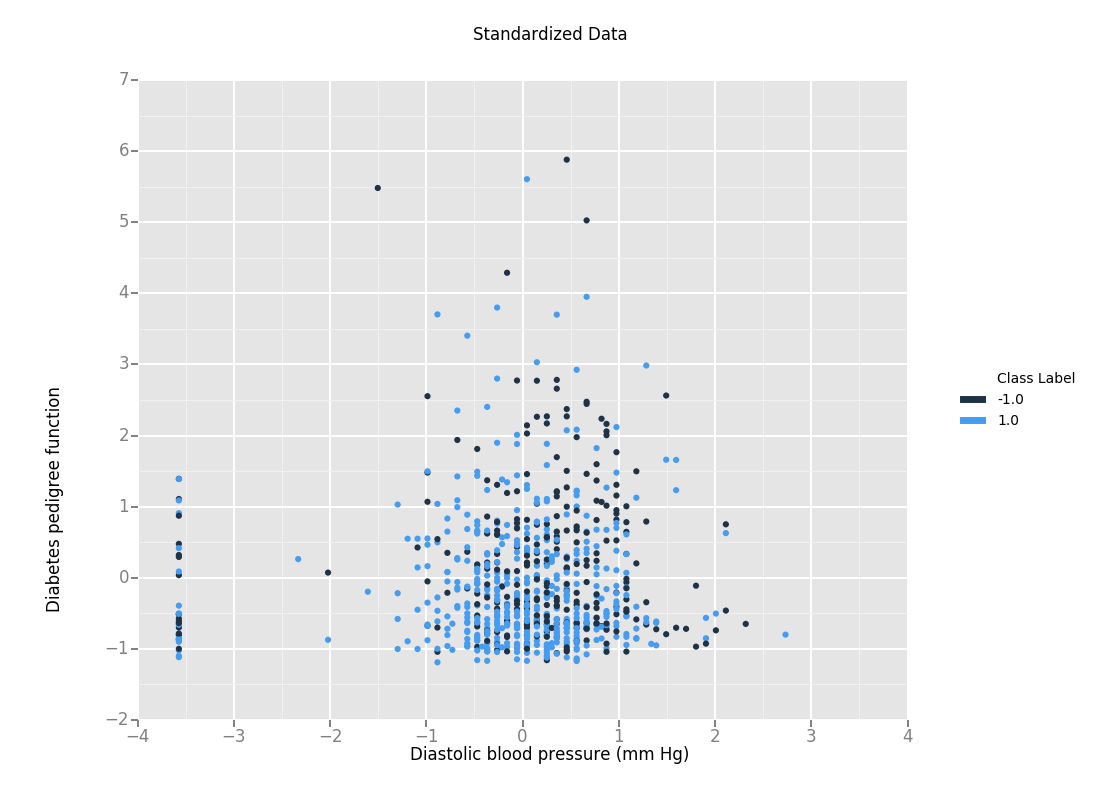 Standardized Data
7
6
5
4
3
2
1
0
−1
−2
Diabetes pedigree function
−4 −3 −2 −1 0 1 2 3 4
Diastolic blood pressure (mm Hg)
Class Label
-1.0
1.0